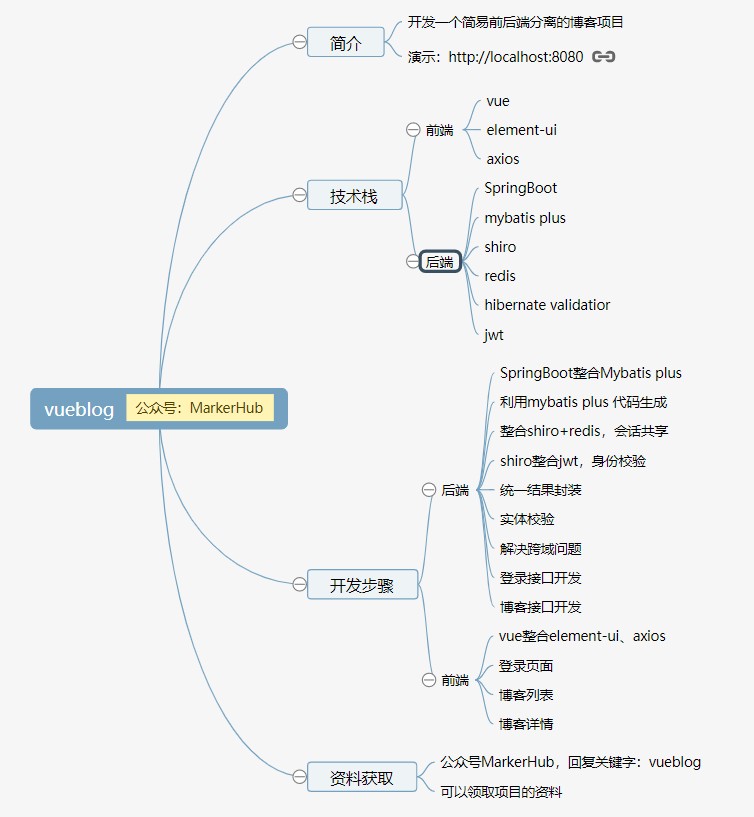 简介
开发一个简易前后端分离的博客项目
演示：http://localhost:8080
技术栈
前端
vue
element-ui
axios
后端
SpringBoot
mybatis plus
shiro
redis
hibernate validatior
jwt
vueblog 公众号：MarkerHub
开发步骤
后端
SpringBoot整合Mybatis plus
利用mybatis plus 代码生成
整合shiro+redis，会话共享
shiro整合jwt，身份校验
统一结果封装
实体校验
解决跨域问题
登录接口开发
博客接口开发
前端
vue整合element-ui、axios
登录页面
博客列表
博客详情
资料获取
公众号MarkerHub，回复关键字：vueblog
可以领取项目的资料